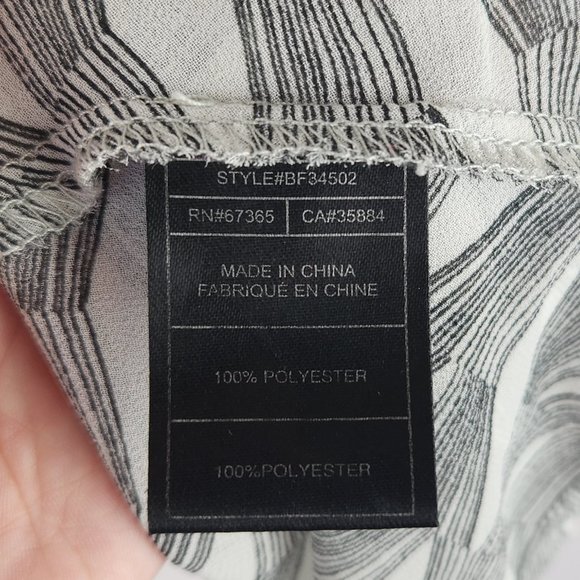 STYLE#BF34502
RN#67365 CA#35884
MADE IN CHINA
FABRIQUÉ EN CHINE
100% POLYESTER
100%POLYESTER